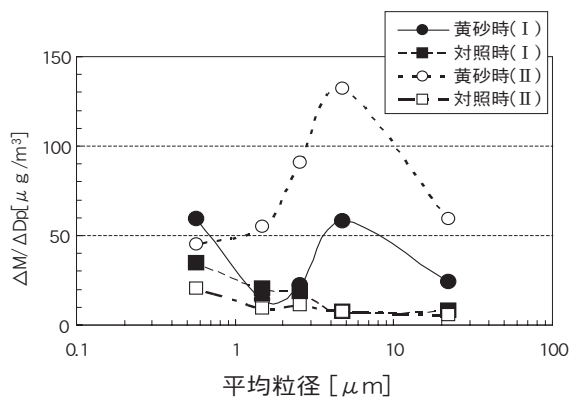 黄砂時(Ⅰ)
対照時(Ⅰ)
黄砂時(Ⅱ)
対照時(Ⅱ)
150
100
50
0
ΔM/ΔDp[μg/m³]
0.1 1 10 100
平均粒径[μm]